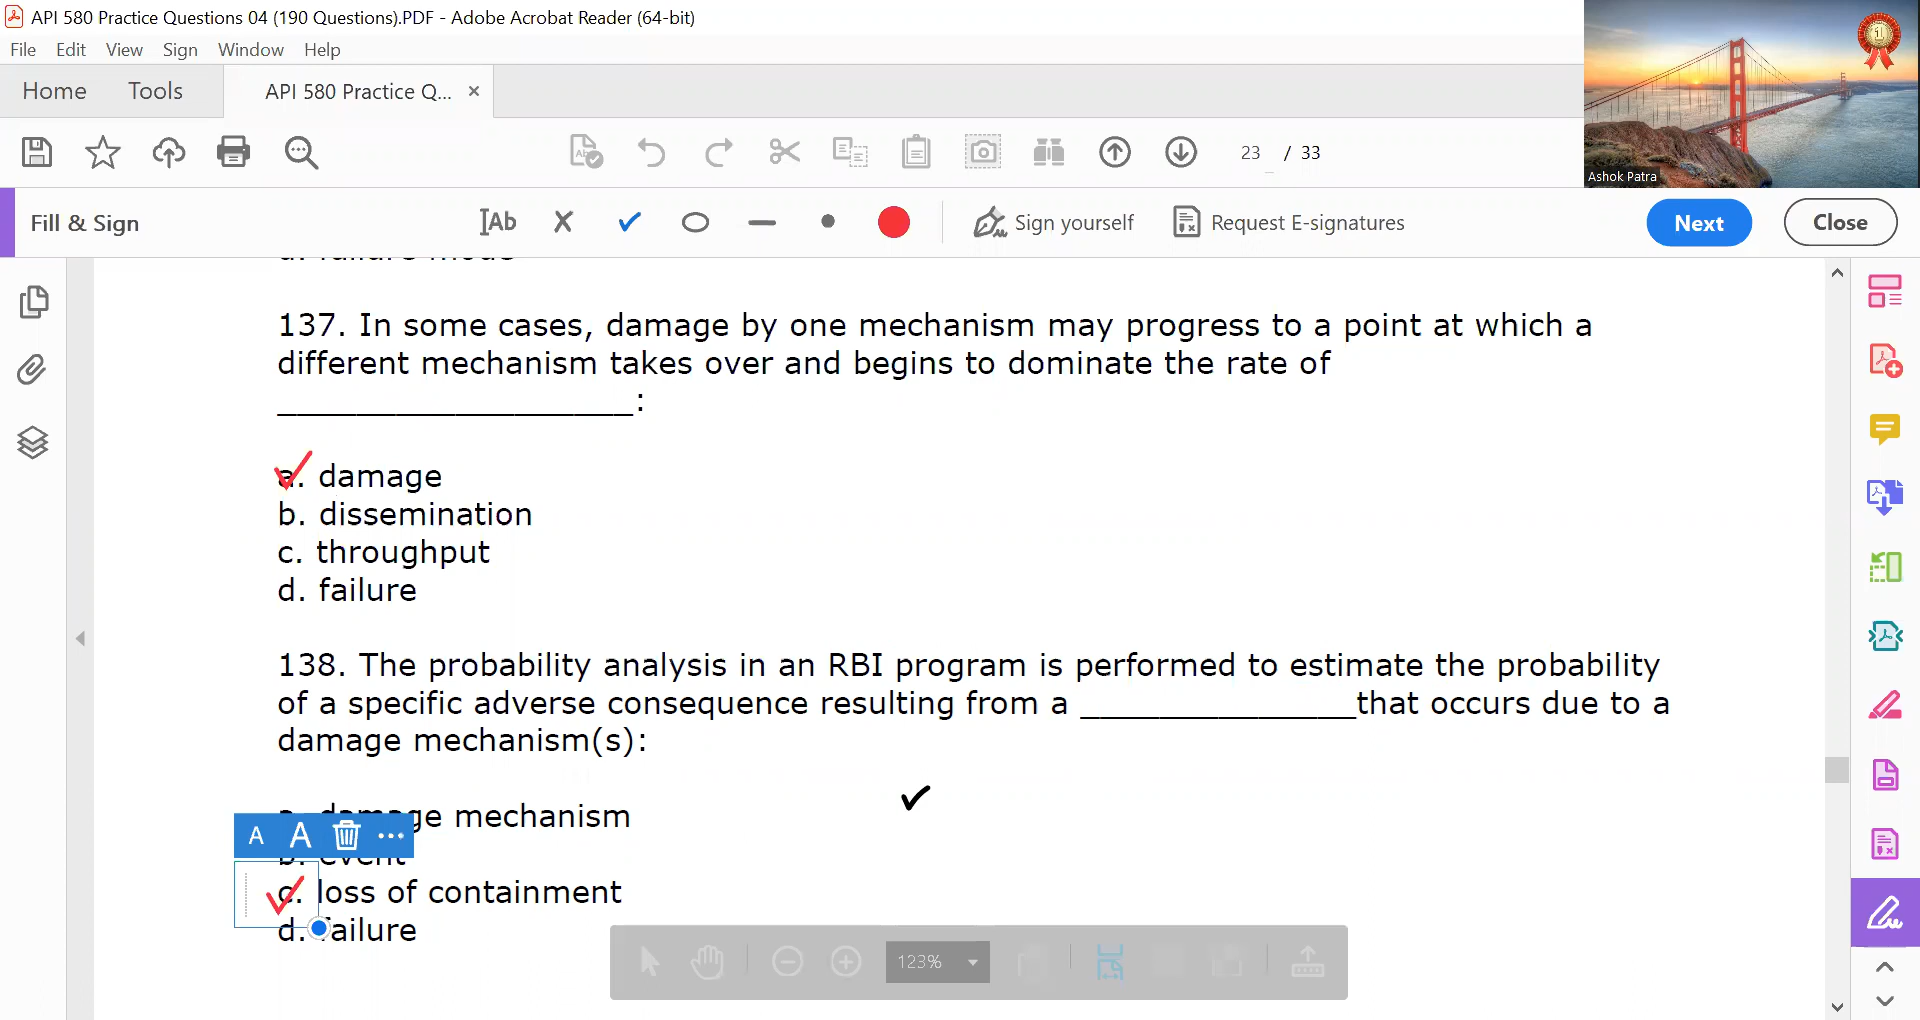 API 580 Practice Questions 04 (190 Questions).PDF - Adobe Acrobat Reader (64-bit)
File Edit View Sign Window Help
Home Tools API 580 Practice Q... ×
23 / 33
Ashok Patra
Fill & Sign
Ab
Sign yourself
Request E-signatures
Next
Close
137. In some cases, damage by one mechanism may progress to a point at which a
different mechanism takes over and begins to dominate the rate of
__________________:
a. damage
b. dissemination
c. throughput
d. failure
138. The probability analysis in an RBI program is performed to estimate the probability
of a specific adverse consequence resulting from a ______________that occurs due to a
damage mechanism(s):
a. damage mechanism
A A ...
b. event
c. loss of containment
d. failure
123%